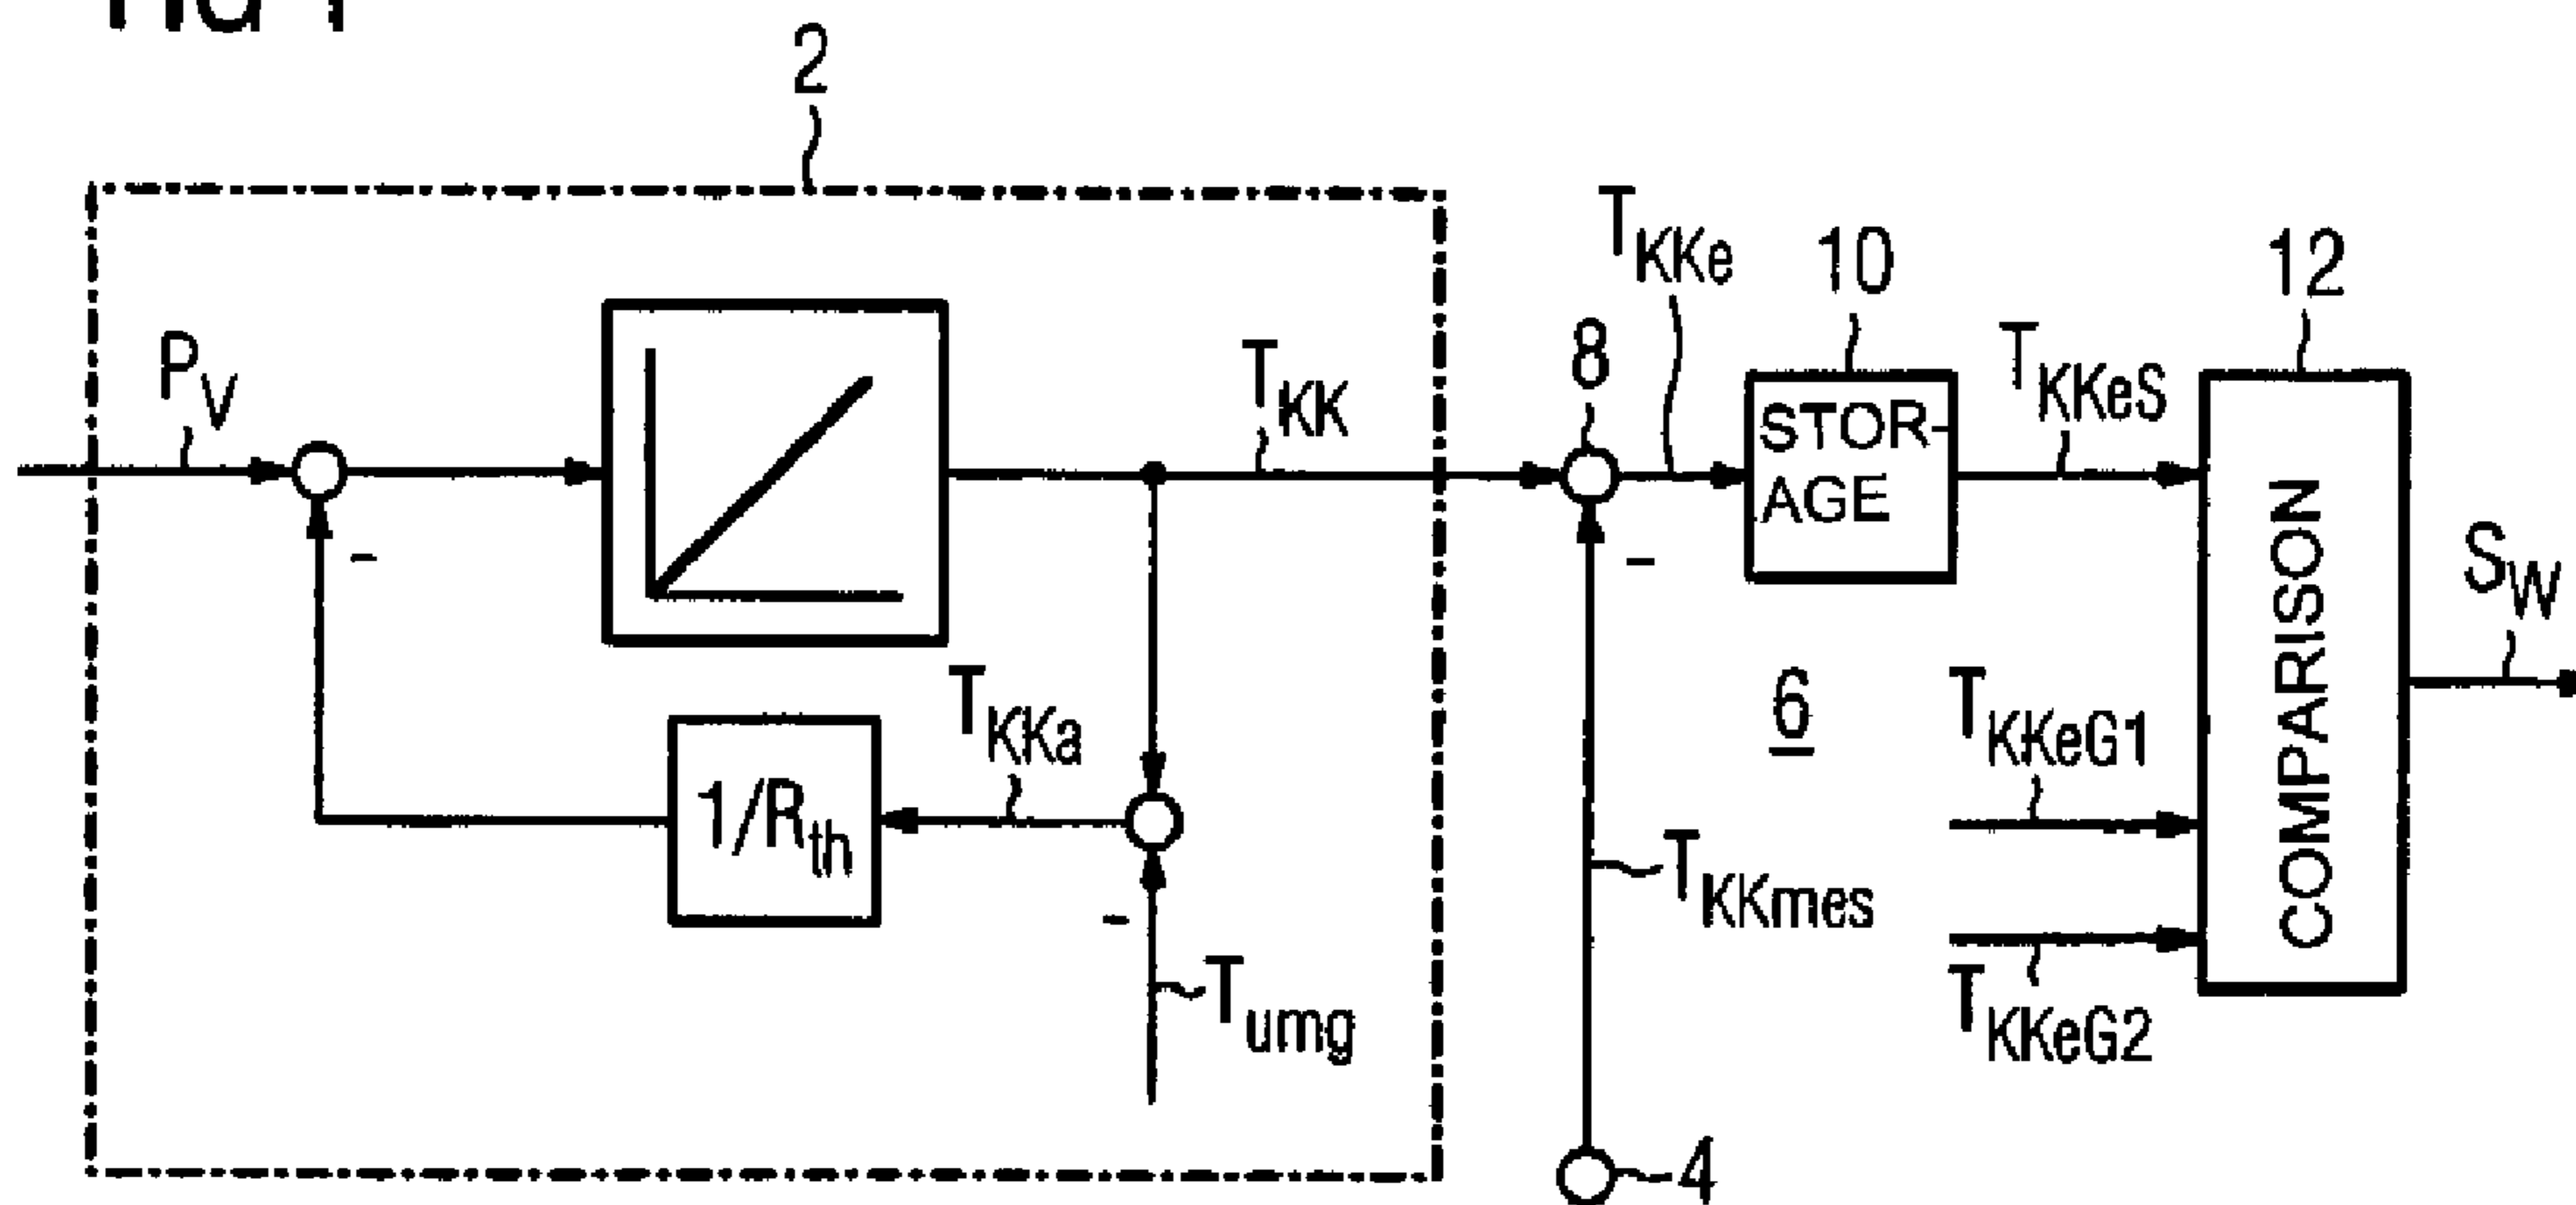 2
P_V
T_KK
8
T_KKe
10
STOR-
AGE
T_KKeS
12
COMPARISON
S_W
-
-
6
T_KKa
1/R_th
T_KKeG1
T_KKmes
-
T_umg
T_KKeG2
4